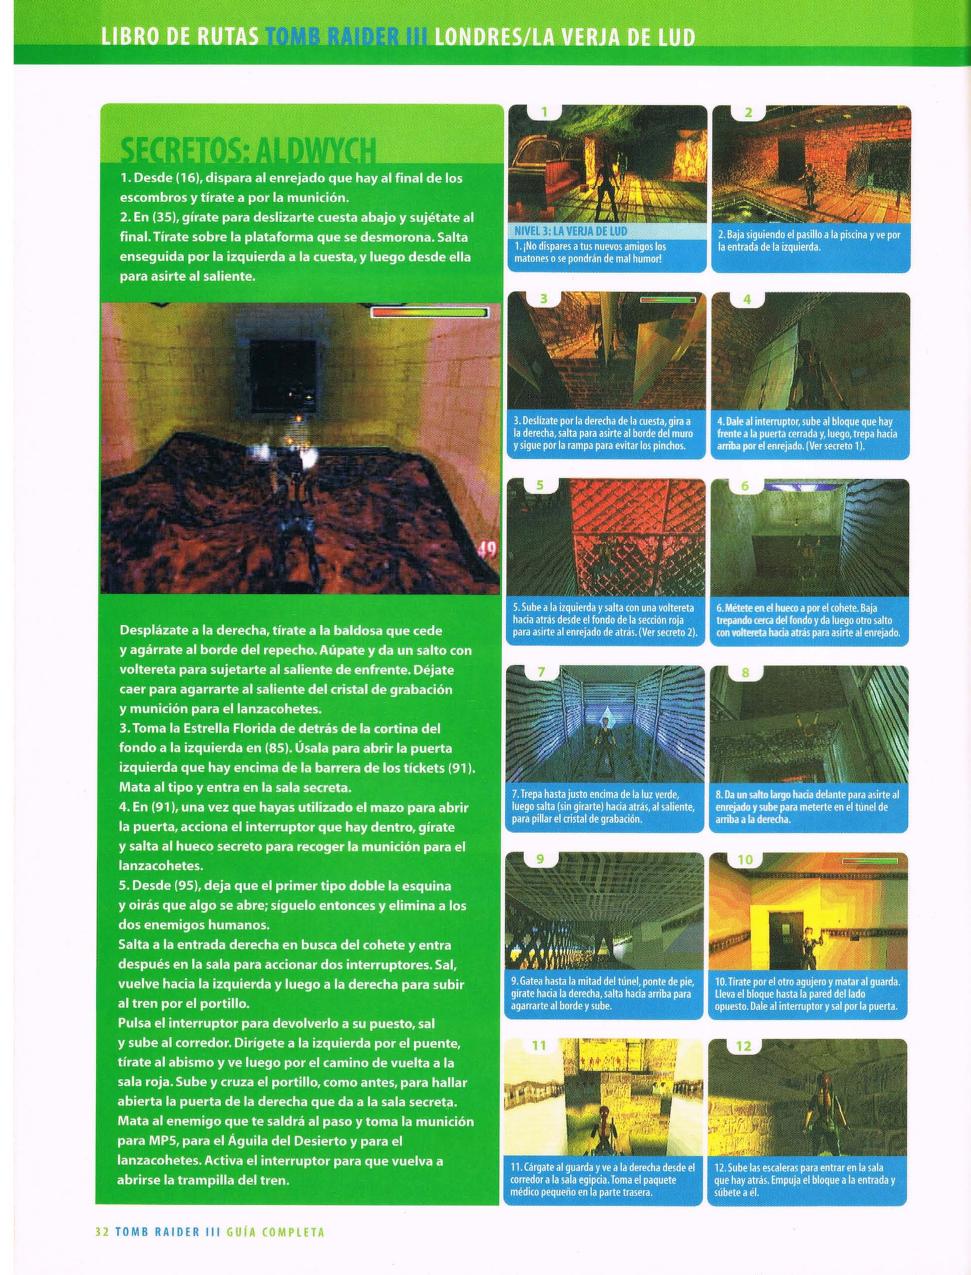 LIBRO DE RUTAS TOMB RAIDER III LONDRES/LA VERJA DE LUD
SECRETOS: ALDWYCH
1. Desde (16), dispara al enrejado que hay al final de los
escombros y tírate a por la munición.
2. En (35), gírate para deslizarte cuesta abajo y sujétate al
final. Tírate sobre la plataforma que se desmorona. Salta
enseguida por la izquierda a la cuesta, y luego desde ella
para asirte al saliente.
49
Desplázate a la derecha, tírate a la baldosa que cede
y agárrate al borde del repecho. Aúpate y da un salto con
voltereta para sujetarte al saliente de enfrente. Déjate
caer para agarrarte al saliente del cristal de grabación
y munición para el lanzacohetes.
3. Toma la Estrella Florida de detrás de la cortina del
fondo a la izquierda en (85). Úsala para abrir la puerta
izquierda que hay encima de la barrera de los tíckets (91).
Mata al tipo y entra en la sala secreta.
4. En (91), una vez que hayas utilizado el mazo para abrir
la puerta, acciona el interruptor que hay dentro, gírate
y salta al hueco secreto para recoger la munición para el
lanzacohetes.
5. Desde (95), deja que el primer tipo doble la esquina
y oirás que algo se abre; síguelo entonces y elimina a los
dos enemigos humanos.
Salta a la entrada derecha en busca del cohete y entra
después en la sala para accionar dos interruptores. Sal,
vuelve hacia la izquierda y luego a la derecha para subir
al tren por el portillo.
Pulsa el interruptor para devolverlo a su puesto, sal
y sube al corredor. Dirígete a la izquierda por el puente,
tírate al abismo y ve luego por el camino de vuelta a la
sala roja. Sube y cruza el portillo, como antes, para hallar
abierta la puerta de la derecha que da a la sala secreta.
Mata al enemigo que te saldrá al paso y toma la munición
para MP5, para el Águila del Desierto y para el
lanzacohetes. Activa el interruptor para que vuelva a
abrirse la trampilla del tren.
1
NIVEL 3: LA VERJA DE LUD
1. ¡No dispares a tus nuevos amigos los
matones o se pondrán de mal humor!
2
2. Baja siguiendo el pasillo a la piscina y ve por
la entrada de la izquierda.
3
3. Deslízate por la derecha de la cuesta, gira a
la derecha, salta para asirte al borde del muro
y sigue por la rampa para evitar los pinchos.
4
4. Dale al interruptor, sube al bloque que hay
frente a la puerta cerrada y, luego, trepa hacia
arriba por el enrejado. (Ver secreto 1).
5
5. Sube a la izquierda y salta con una voltereta
hacia atrás desde el fondo de la sección roja
para asirte al enrejado de atrás. (Ver secreto 2).
6
6. Métete en el hueco a por el cohete. Baja
trepando cerca del fondo y da luego otro salto
con voltereta hacia atrás para asirte al enrejado.
7
7. Trepa hasta justo encima de la luz verde,
luego salta (sin girarte) hacia atrás, al saliente,
para pillar el cristal de grabación.
8
8. Da un salto largo hacia delante para asirte al
enrejado y sube para meterte en el túnel de
arriba a la derecha.
9
9. Gatea hasta la mitad del túnel, ponte de pie,
gírate hacia la derecha, salta hacia arriba para
agarrarte al borde y sube.
10
10. Tírate por el otro agujero y matar al guarda.
Lleva el bloque hasta la pared del lado
opuesto. Dale al interruptor y sal por la puerta.
11
11. Cárgate al guarda y ve a la derecha desde el
corredor a la sala egipcia. Toma el paquete
médico pequeño en la parte trasera.
12
12. Sube las escaleras para entrar en la sala
que hay atrás. Empuja el bloque a la entrada y
súbete a él.
32 TOMB RAIDER III GUÍA COMPLETA